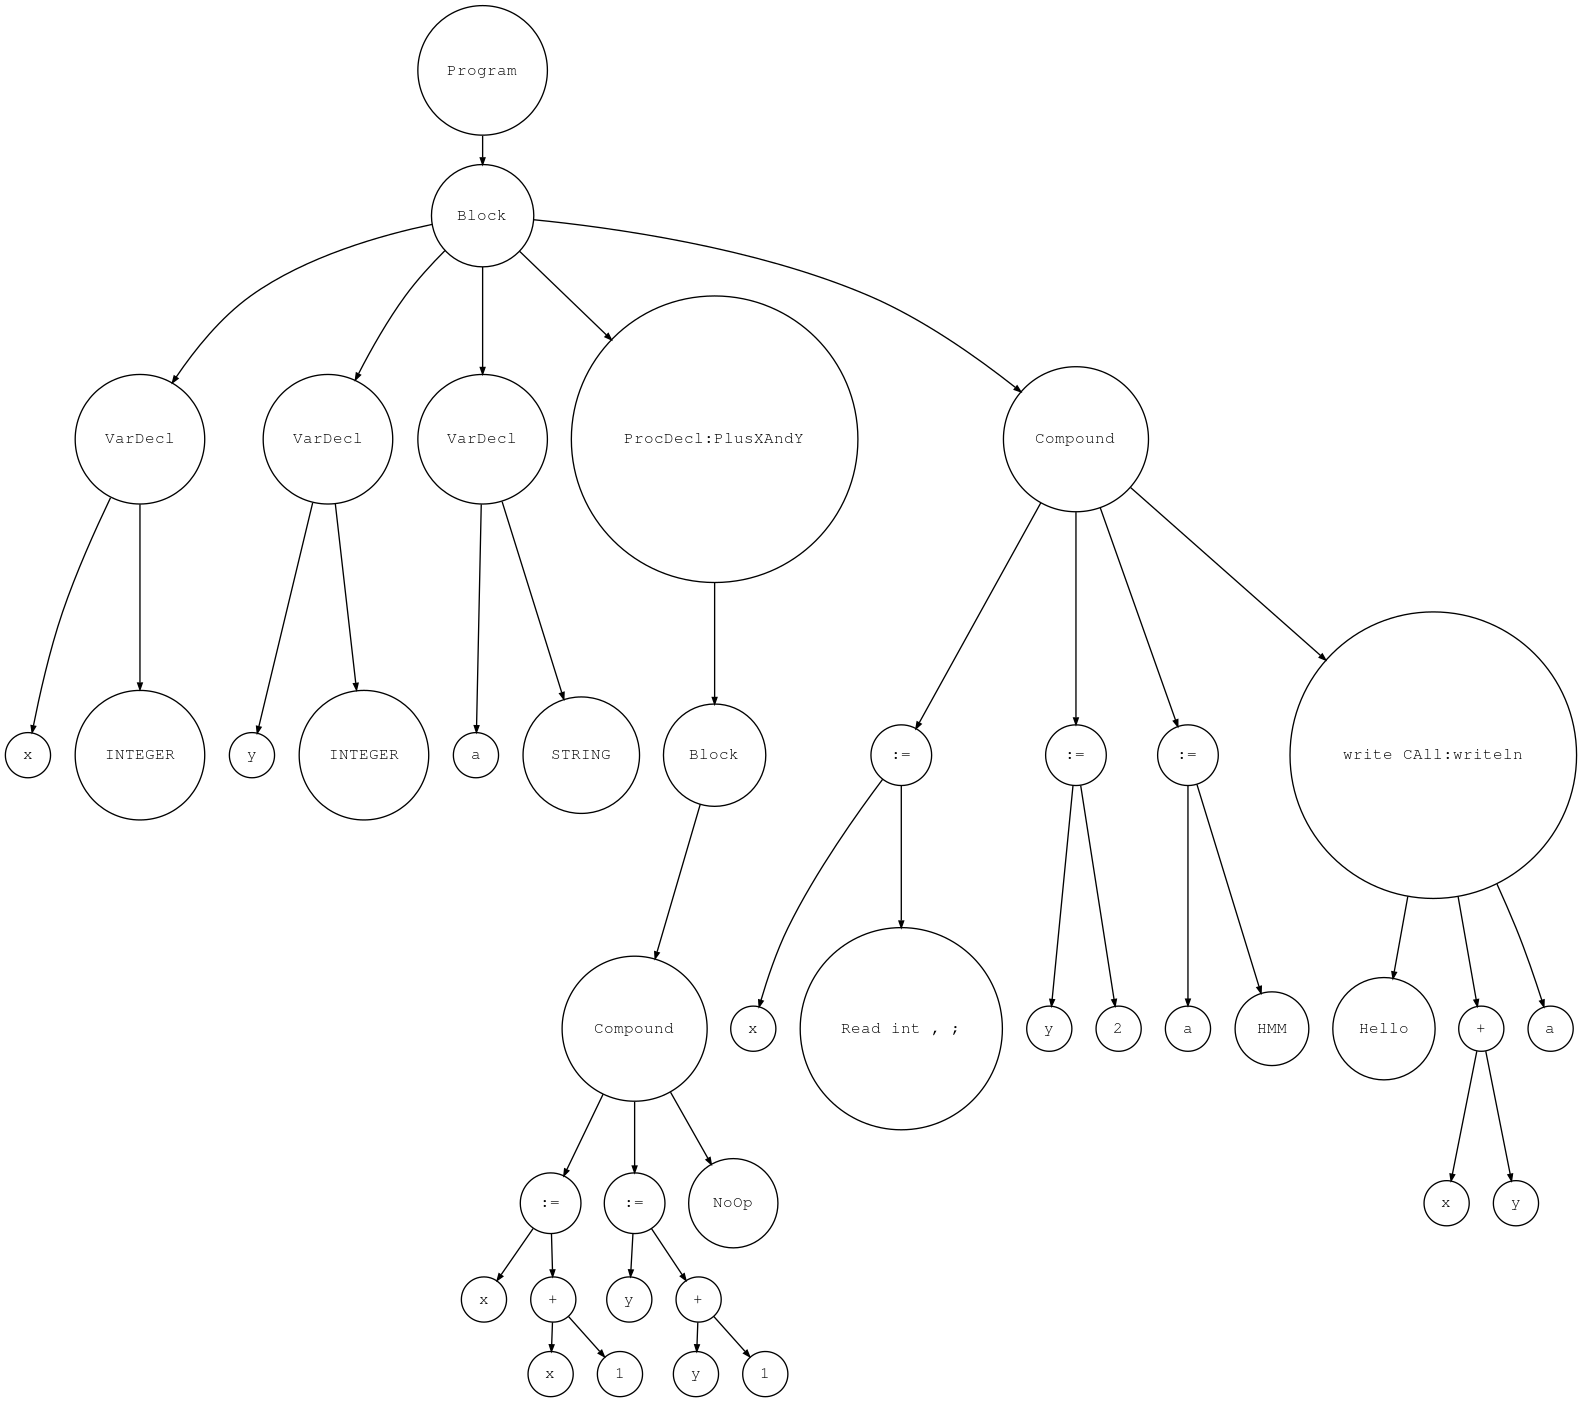 Program
Block
VarDecl
VarDecl
VarDecl
ProcDecl:PlusXAndY
Compound
x
INTEGER
y
INTEGER
a
STRING
Block
:=
:=
:=
write CAll:writeln
Compound
x
Read int , ;
y
2
a
HMM
Hello
+
a
:=
:=
NoOp
x
y
x
+
y
+
x
1
y
1